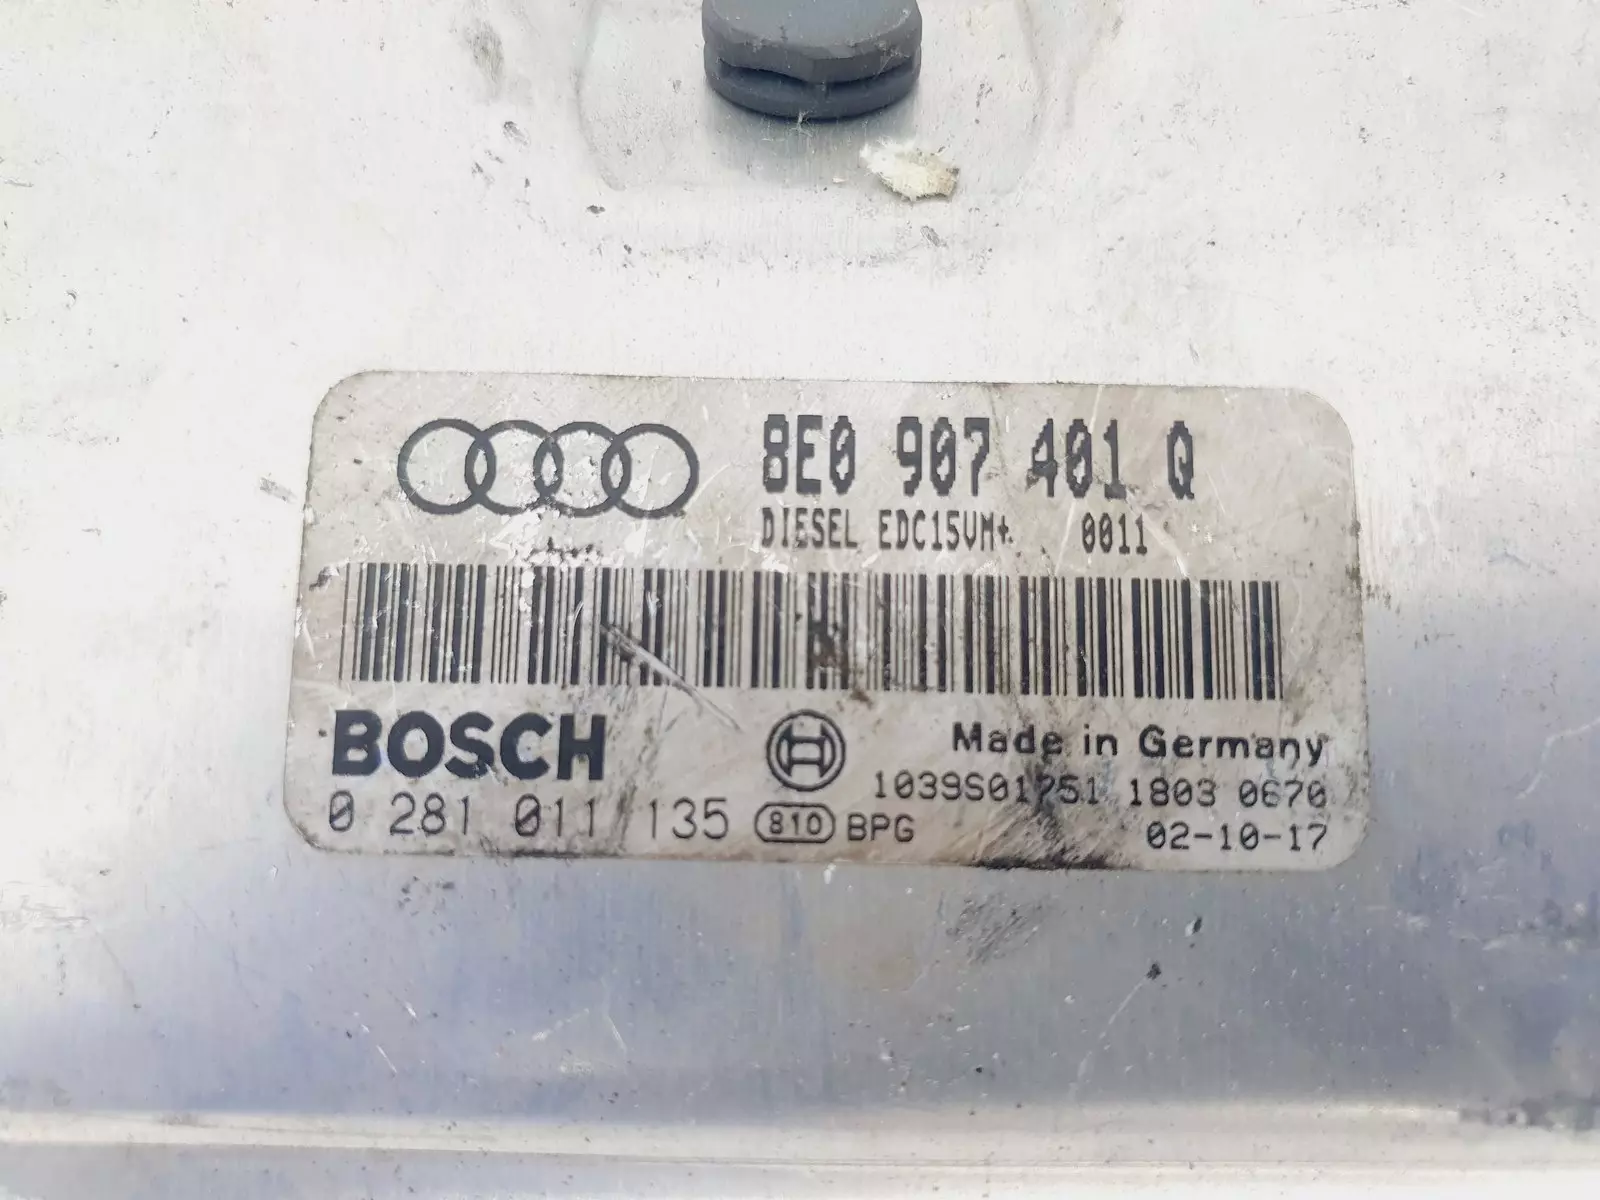 8E0 907 401 Q
DIESEL EDC15VM+ 0011
BOSCH
Made in Germany
1039S01751 1803 0670
0 281 011 135 810 BPG
02-10-17